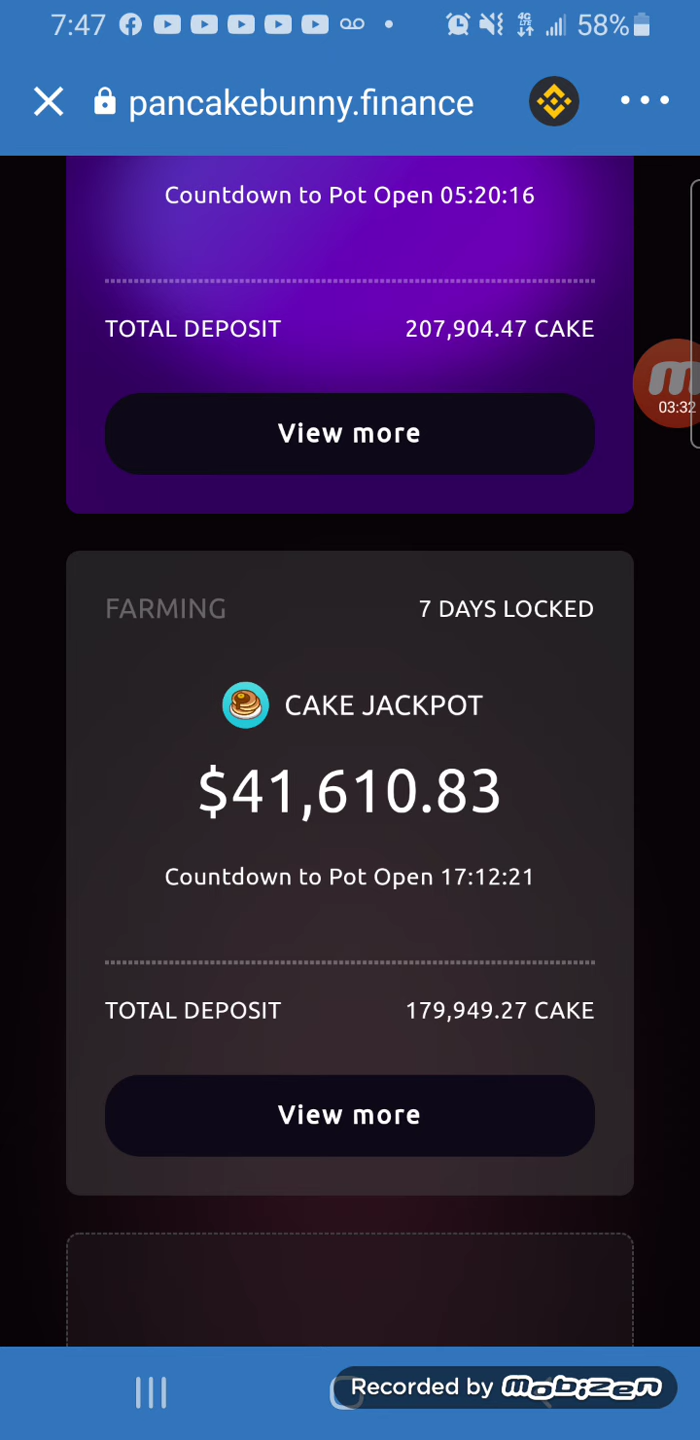 7:47 58%
pancakebunny.finance
Countdown to Pot Open 05:20:16
TOTAL DEPOSIT 207,904.47 CAKE
03:32
View more
FARMING 7 DAYS LOCKED
CAKE JACKPOT
$41,610.83
Countdown to Pot Open 17:12:21
TOTAL DEPOSIT 179,949.27 CAKE
View more
Recorded by mobizen